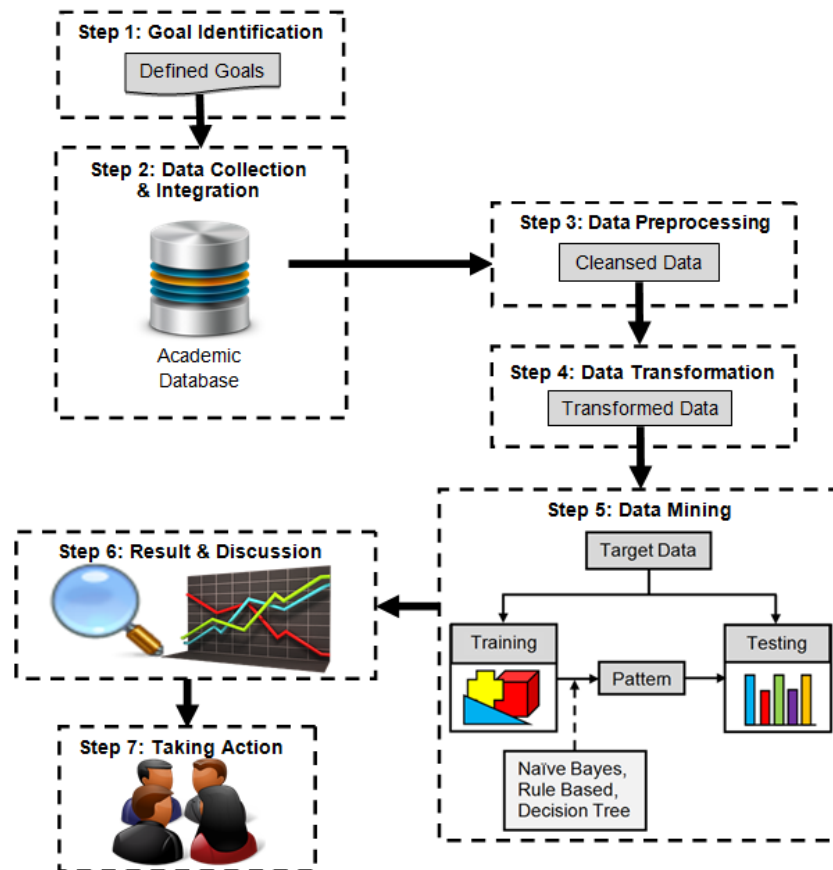 Step 1: Goal Identification
Defined Goals
Step 2: Data Collection
& Integration
Academic
Database
Step 3: Data Preprocessing
Cleansed Data
Step 4: Data Transformation
Transformed Data
Step 5: Data Mining
Target Data
Training
Pattern
Testing
Naïve Bayes,
Rule Based,
Decision Tree
Step 6: Result & Discussion
Step 7: Taking Action